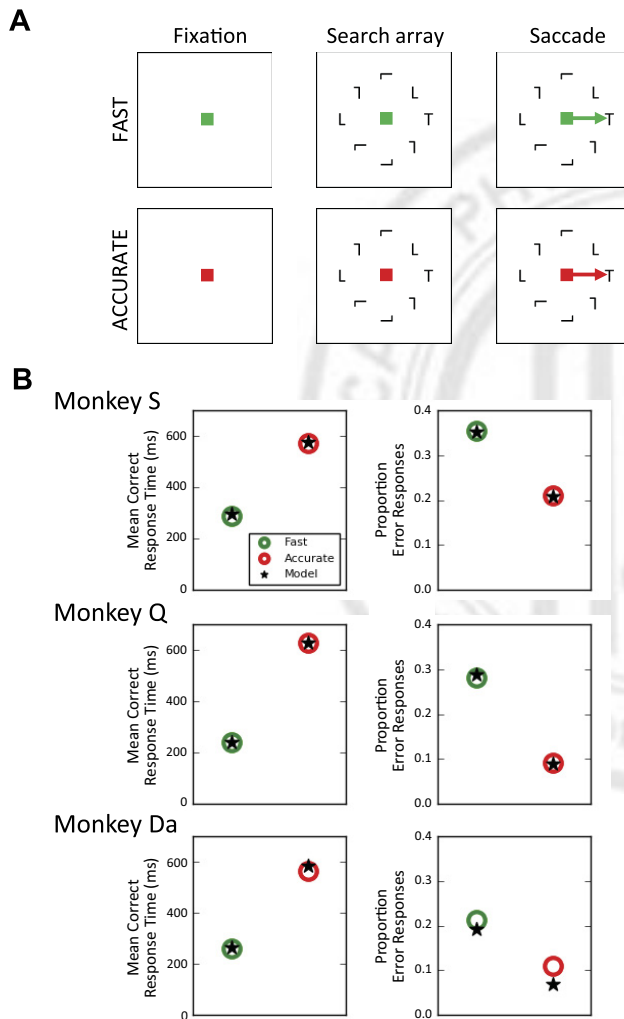 A
Fixation
Search array
Saccade
FAST
L
L
T
L
L
T
ACCURATE
L
L
T
L
L
T
B
Monkey S
Mean Correct
Response Time (ms)
600
400
200
0
Fast
Accurate
Model
Proportion
Error Responses
0.4
0.3
0.2
0.1
0.0
Monkey Q
Mean Correct
Response Time (ms)
600
400
200
0
Proportion
Error Responses
0.4
0.3
0.2
0.1
0.0
Monkey Da
Mean Correct
Response Time (ms)
600
400
200
0
Proportion
Error Responses
0.4
0.3
0.2
0.1
0.0